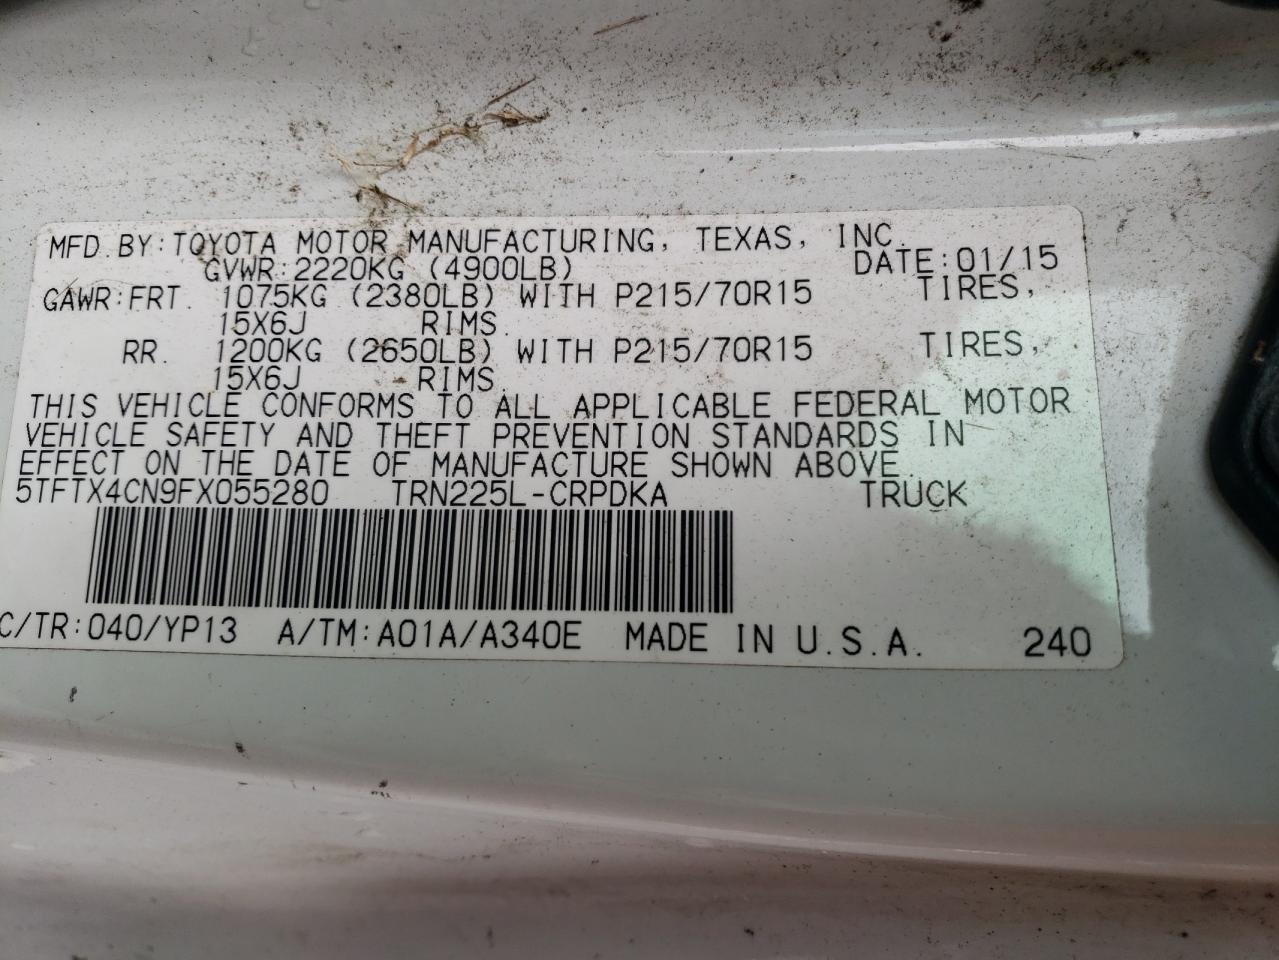 MFD. BY: TOYOTA MOTOR MANUFACTURING, TEXAS, INC.
GVWR: 2220KG (4900LB) DATE: 01/15
GAWR: FRT. 1075KG (2380LB) WITH P215/70R15 TIRES,
15X6J RIMS.
RR. 1200KG (2650LB) WITH P215/70R15 TIRES,
15X6J RIMS.
THIS VEHICLE CONFORMS TO ALL APPLICABLE FEDERAL MOTOR
VEHICLE SAFETY AND THEFT PREVENTION STANDARDS IN
EFFECT ON THE DATE OF MANUFACTURE SHOWN ABOVE.
5TFTX4CN9FX055280 TRN225L-CRPDKA TRUCK
C/TR: 040/YP13 A/TM: A01A/A340E MADE IN U.S.A. 240